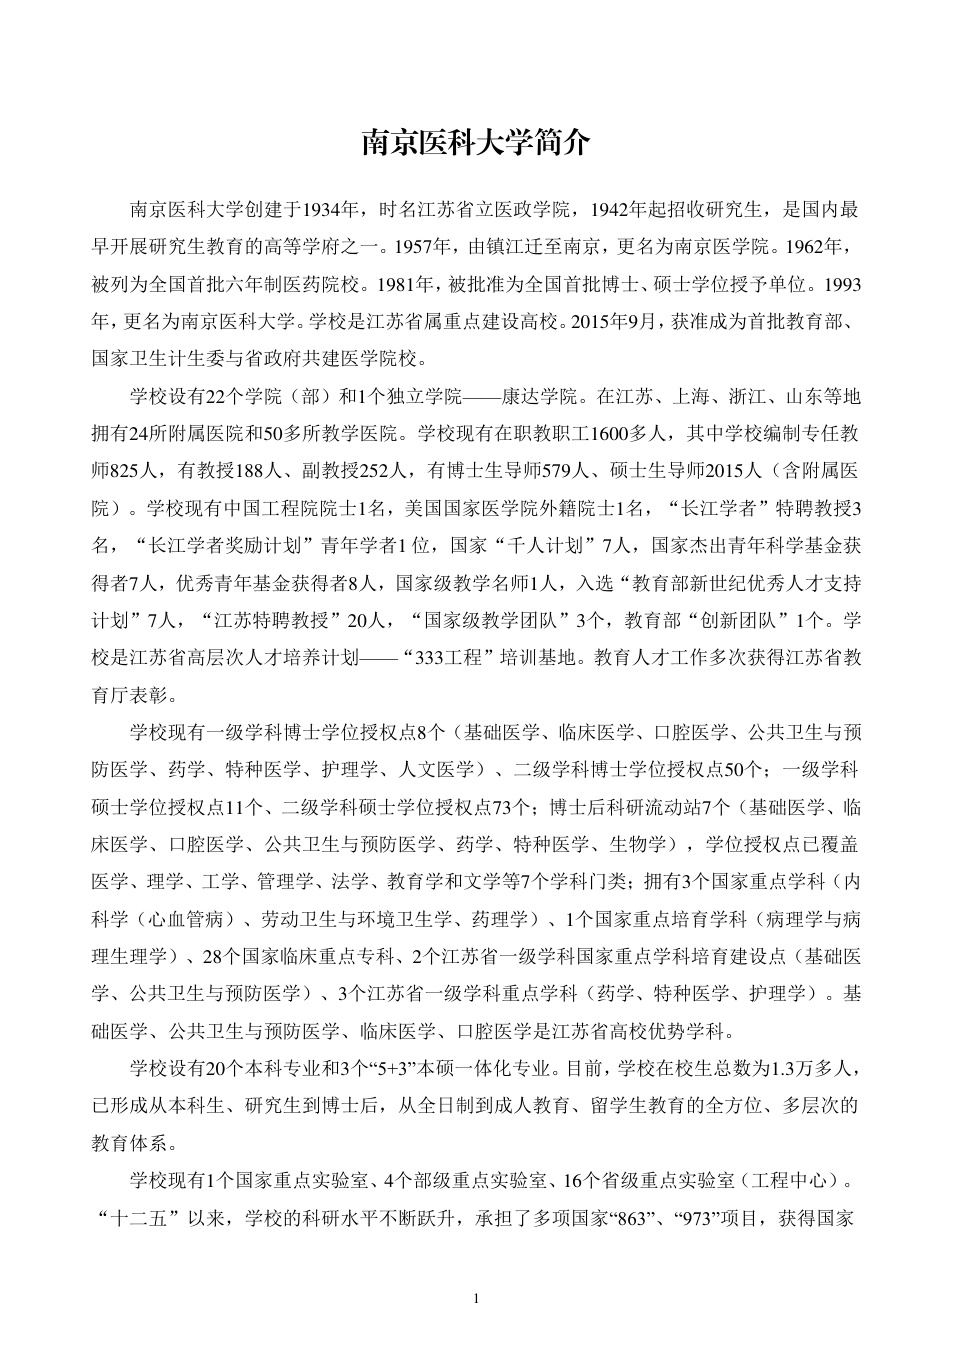 南京医科大学简介
南京医科大学创建于1934年，时名江苏省立医政学院，1942年起招收研究生，是国内最
早开展研究生教育的高等学府之一。1957年，由镇江迁至南京，更名为南京医学院。1962年，
被列为全国首批六年制医药院校。1981年，被批准为全国首批博士、硕士学位授予单位。1993
年，更名为南京医科大学。学校是江苏省属重点建设高校。2015年9月，获准成为首批教育部、
国家卫生计生委与省政府共建医学院校。
学校设有22个学院（部）和1个独立学院——康达学院。在江苏、上海、浙江、山东等地
拥有24所附属医院和50多所教学医院。学校现有在职教职工1600多人，其中学校编制专任教
师825人，有教授188人、副教授252人，有博士生导师579人、硕士生导师2015人（含附属医
院）。学校现有中国工程院院士1名，美国国家医学院外籍院士1名，“长江学者”特聘教授3
名，“长江学者奖励计划”青年学者1 位，国家“千人计划”7人，国家杰出青年科学基金获
得者7人，优秀青年基金获得者8人，国家级教学名师1人，入选“教育部新世纪优秀人才支持
计划”7人，“江苏特聘教授”20人，“国家级教学团队”3个，教育部“创新团队”1个。学
校是江苏省高层次人才培养计划——“333工程”培训基地。教育人才工作多次获得江苏省教
育厅表彰。
学校现有一级学科博士学位授权点8个（基础医学、临床医学、口腔医学、公共卫生与预
防医学、药学、特种医学、护理学、人文医学）、二级学科博士学位授权点50个；一级学科
硕士学位授权点11个、二级学科硕士学位授权点73个；博士后科研流动站7个（基础医学、临
床医学、口腔医学、公共卫生与预防医学、药学、特种医学、生物学），学位授权点已覆盖
医学、理学、工学、管理学、法学、教育学和文学等7个学科门类；拥有3个国家重点学科（内
科学（心血管病）、劳动卫生与环境卫生学、药理学）、1个国家重点培育学科（病理学与病
理生理学）、28个国家临床重点专科、2个江苏省一级学科国家重点学科培育建设点（基础医
学、公共卫生与预防医学）、3个江苏省一级学科重点学科（药学、特种医学、护理学）。基
础医学、公共卫生与预防医学、临床医学、口腔医学是江苏省高校优势学科。
学校设有20个本科专业和3个“5+3”本硕一体化专业。目前，学校在校生总数为1.3万多人，
已形成从本科生、研究生到博士后，从全日制到成人教育、留学生教育的全方位、多层次的
教育体系。
学校现有1个国家重点实验室、4个部级重点实验室、16个省级重点实验室（工程中心）。
“十二五”以来，学校的科研水平不断跃升，承担了多项国家“863”、“973”项目，获得国家
1